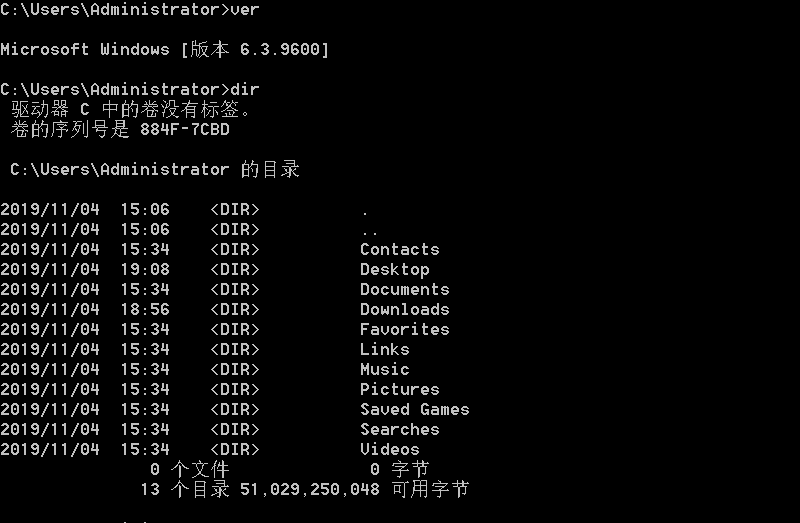 C:\Users\Administrator>ver
Microsoft Windows [版本 6.3.9600]
C:\Users\Administrator>dir
驱动器 C 中的卷没有标签。
卷的序列号是 884F-7CBD
C:\Users\Administrator 的目录
2019/11/04  15:06    <DIR>          .
2019/11/04  15:06    <DIR>          ..
2019/11/04  15:34    <DIR>          Contacts
2019/11/04  19:08    <DIR>          Desktop
2019/11/04  15:34    <DIR>          Documents
2019/11/04  18:56    <DIR>          Downloads
2019/11/04  15:34    <DIR>          Favorites
2019/11/04  15:34    <DIR>          Links
2019/11/04  15:34    <DIR>          Music
2019/11/04  15:34    <DIR>          Pictures
2019/11/04  15:34    <DIR>          Saved Games
2019/11/04  15:34    <DIR>          Searches
2019/11/04  15:34    <DIR>          Videos
0 个文件              0 字节
13 个目录 51,029,250,048 可用字节